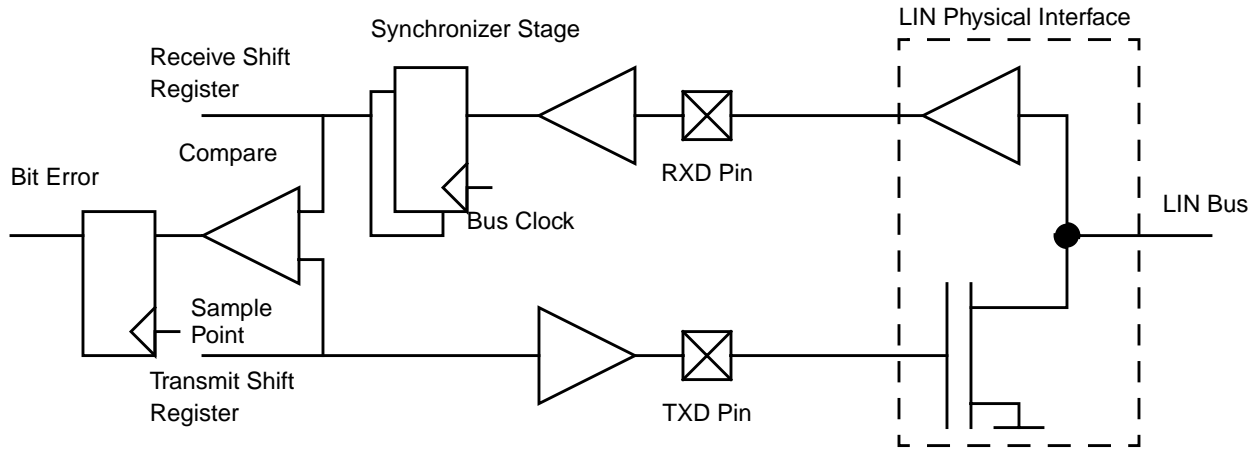 LIN Physical Interface
Synchronizer Stage
Receive Shift
Register
Compare
RXD Pin
Bit Error
LIN Bus
Bus Clock
Sample
Point
Transmit Shift
Register
TXD Pin